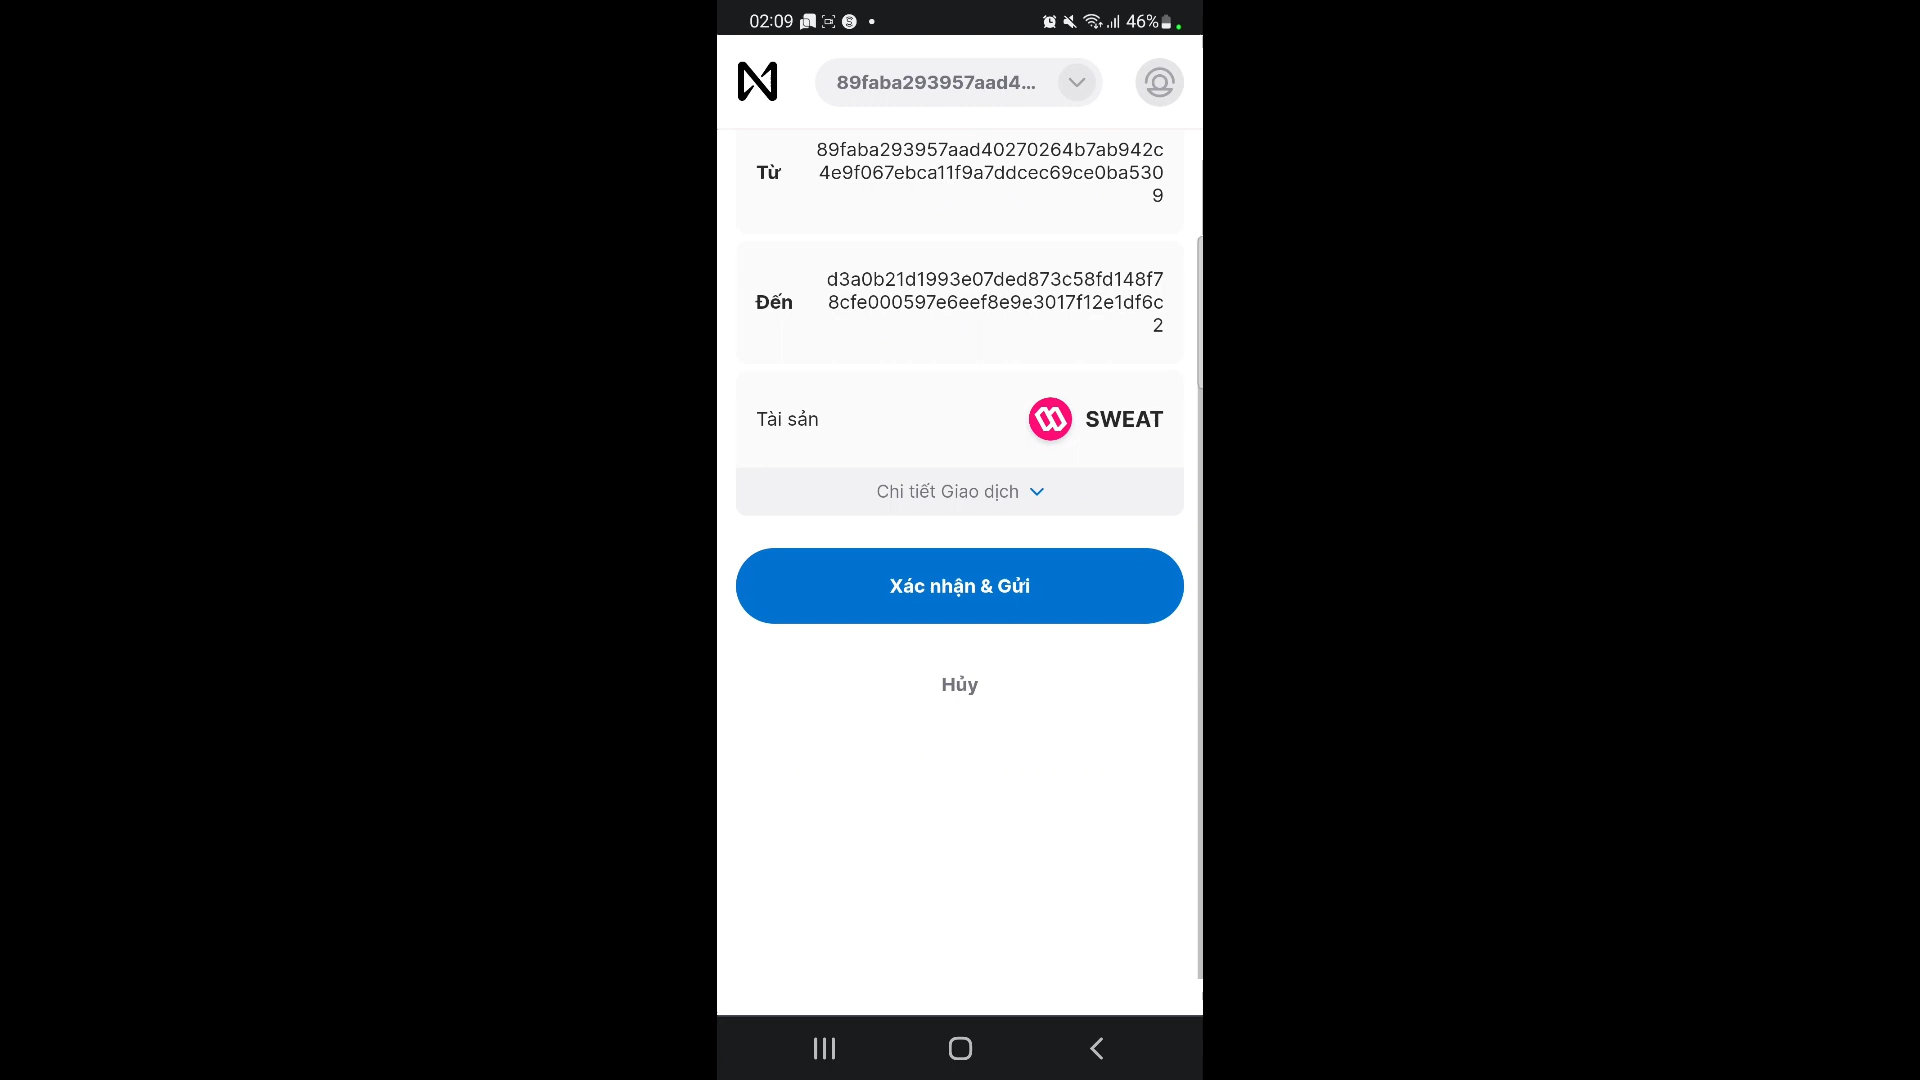 02:09
46%
89faba293957aad4...
Từ
89faba293957aad40270264b7ab942c
4e9f067ebca11f9a7ddcec69ce0ba530
9
Đến
d3a0b21d1993e07ded873c58fd148f7
8cfe000597e6eef8e9e3017f12e1df6c
2
Tài sản
SWEAT
Chi tiết Giao dịch
Xác nhận & Gửi
Hủy